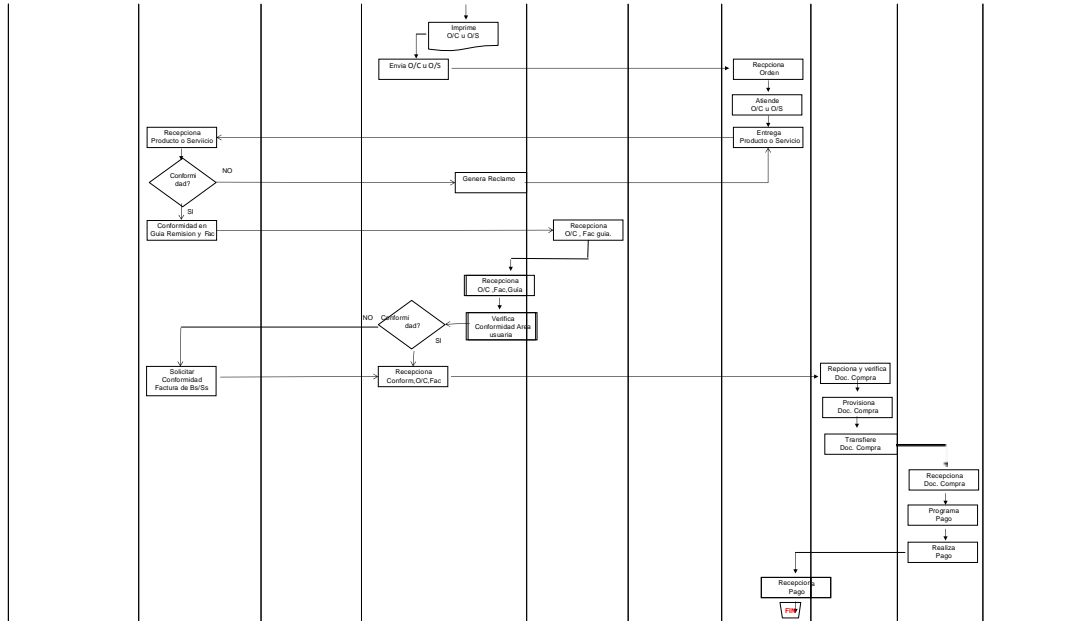 Imprime
O/C u O/S
Envia O/C u O/S
Recpciona
Orden
Atiende
O/C u O/S
Recepciona
Producto o Serviicio
Entrega
Producto o Servicio
Conformi
dad?
NO
Genera Reclamo
SI
Conformidad en
Guia Remision y Fac
Recepciona
O/C , Fac guia.
Recepciona
O/C ,Fac,Guia
NO
Conformi
dad?
Verifica
Conformidad Area
usuaria
SI
Solicitar
Conformidad
Factura de Bs/Ss
Recepciona
Conform,O/C,Fac
Repciona y verifica
Doc. Compra
Provisiona
Doc. Compra
Transfiere
Doc. Compra
Recepciona
Doc. Compra
Programa
Pago
Realiza
Pago
Recepciona
Pago
FIN